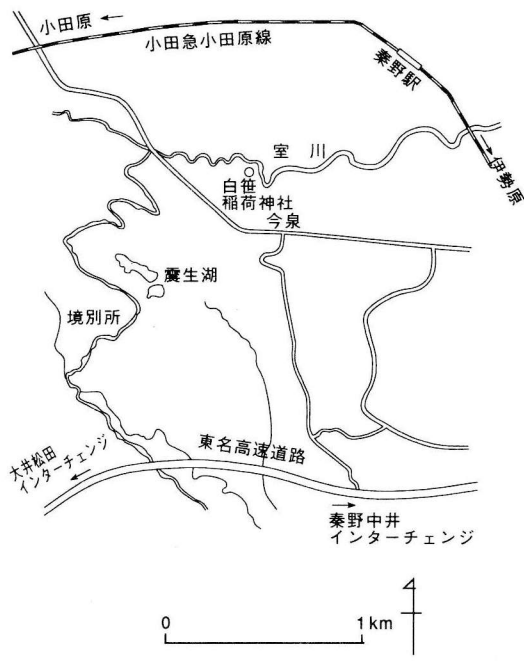 小田原
小田急小田原線
秦野駅
伊勢原
室川
白笹
稲荷神社
今泉
震生湖
境別所
東名高速道路
大井松田
インターチェンジ
秦野中井
インターチェンジ
0 1km